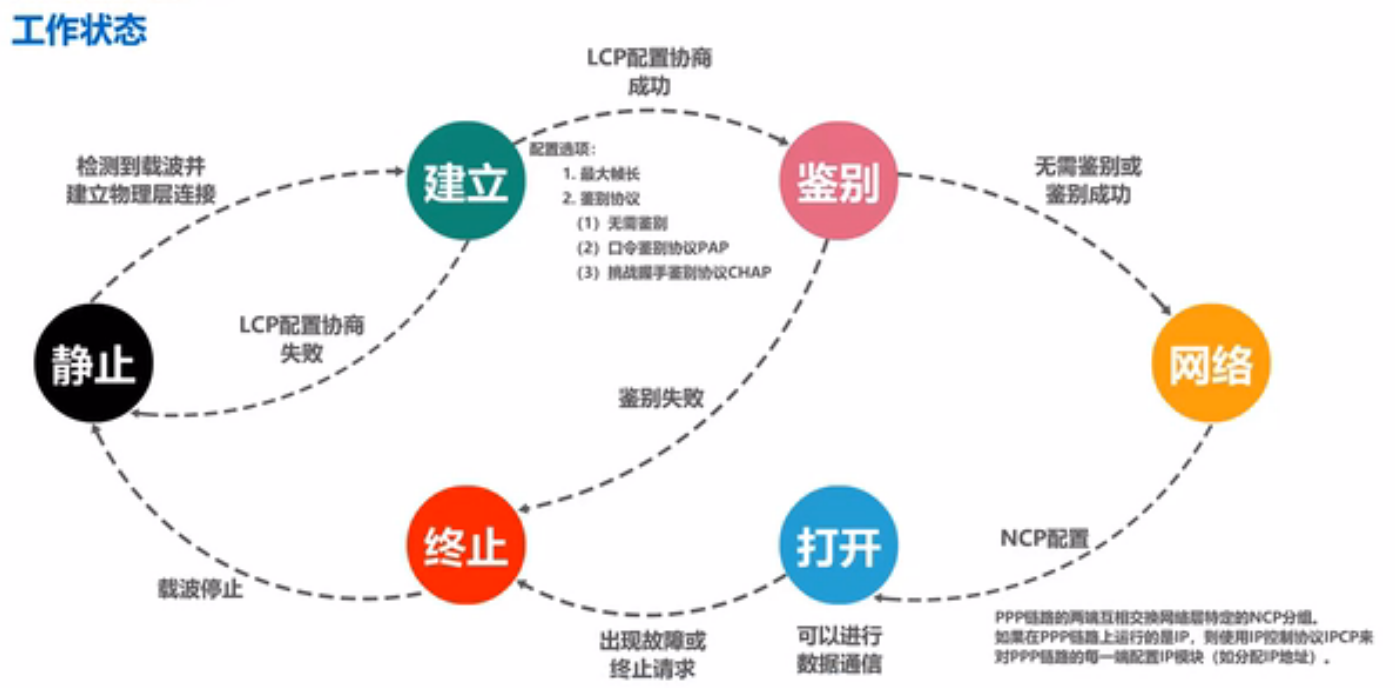 工作状态
LCP配置协商
成功
检测到载波并
建立物理层连接
建立
配置选项：
1. 最大帧长
2. 鉴别协议
（1）无需鉴别
（2）口令鉴别协议PAP
（3）挑战握手鉴别协议CHAP
鉴别
无需鉴别或
鉴别成功
LCP配置协商
失败
静止
网络
鉴别失败
终止
打开
NCP配置
载波停止
出现故障或
终止请求
可以进行
数据通信
PPP链路的两端互相交换网络层特定的NCP分组。
如果在PPP链路上运行的是IP，则使用IP控制协议IPCP来
对PPP链路的每一端配置IP模块（如分配IP地址）。